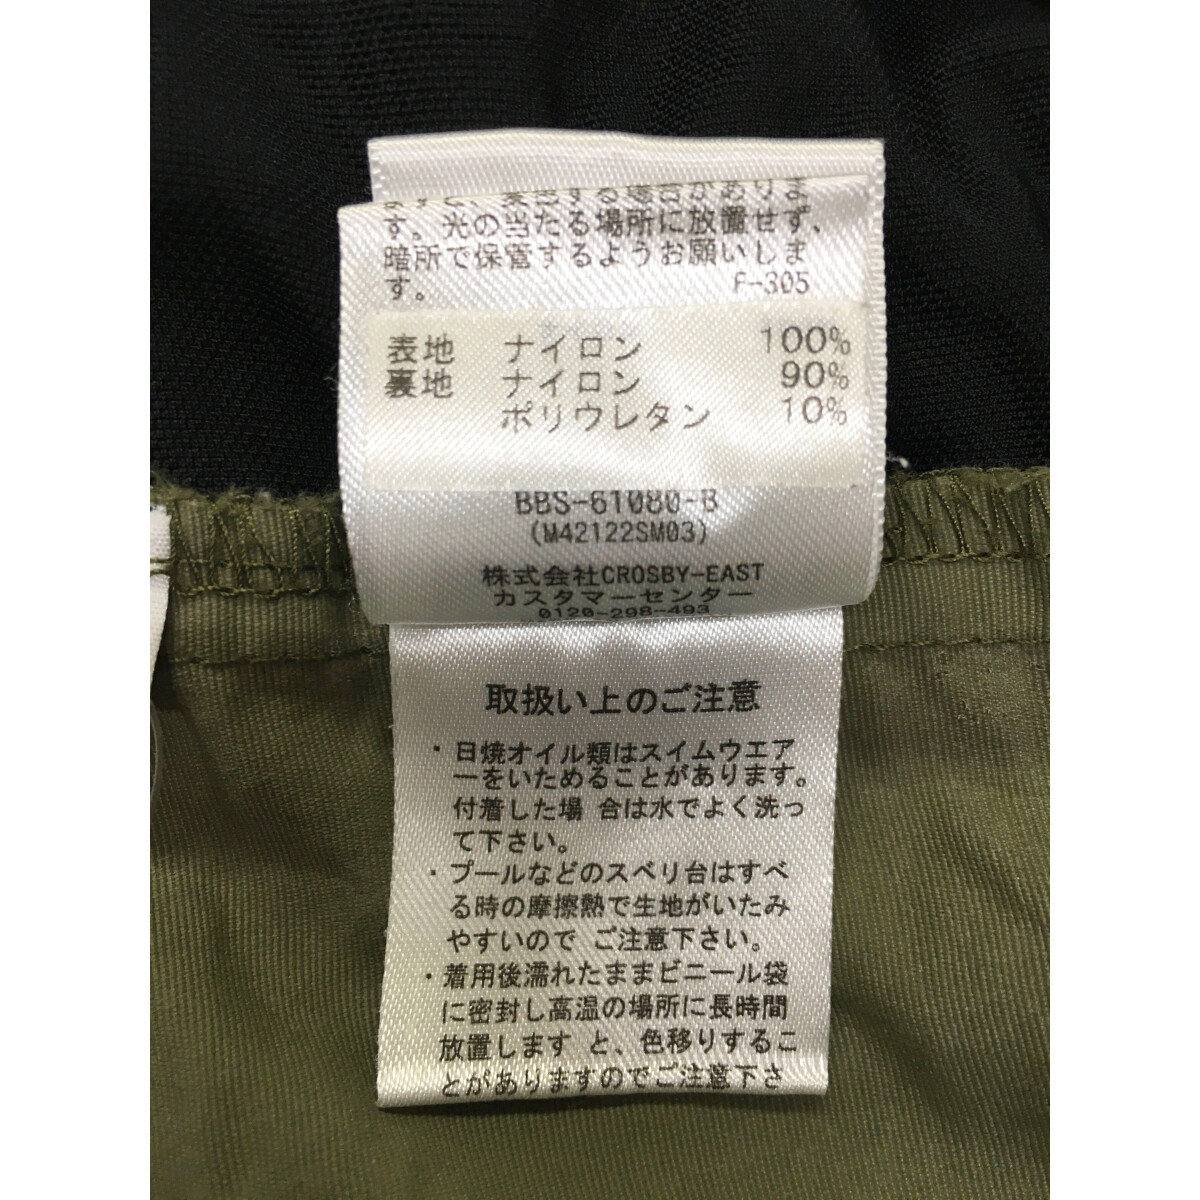 す。光の当たる場所に放置せず、
暗所で保管するようお願いしま
す。 F-305
表地 ナイロン 100%
裏地 ナイロン 90%
ポリウレタン 10%
BBS-61080-B
(M42122SM03)
株式会社CROSBY-EAST
カスタマーセンター
0120-298-493
取扱い上のご注意
・日焼オイル類はスイムウエア
ーをいためることがあります。
付着した場 合は水でよく洗っ
て下さい。
・プールなどのスベリ台はすべ
る時の摩擦熱で生地がいたみ
やすいので ご注意下さい。
・着用後濡れたままビニール袋
に密封し高温の場所に長時間
放置します と、色移りするこ
とがありますのでご注意下さ